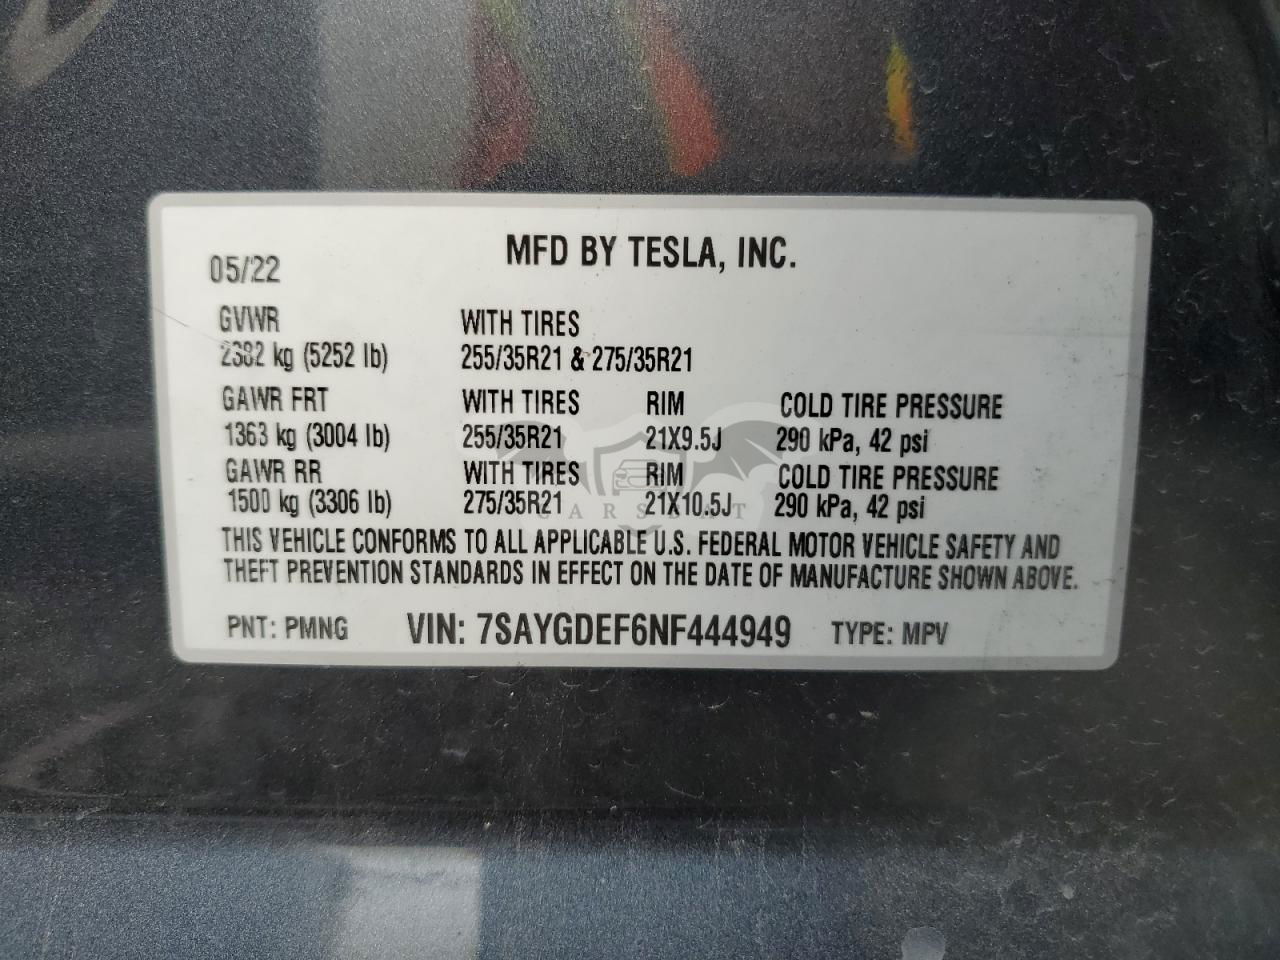 05/22 MFD BY TESLA, INC.
GVWR WITH TIRES
2382 kg (5252 lb) 255/35R21 & 275/35R21
GAWR FRT WITH TIRES RIM COLD TIRE PRESSURE
1363 kg (3004 lb) 255/35R21 21X9.5J 290 kPa, 42 psi
GAWR RR WITH TIRES RIM COLD TIRE PRESSURE
1500 kg (3306 lb) 275/35R21 21X10.5J 290 kPa, 42 psi
CARSBAT
THIS VEHICLE CONFORMS TO ALL APPLICABLE U.S. FEDERAL MOTOR VEHICLE SAFETY AND
THEFT PREVENTION STANDARDS IN EFFECT ON THE DATE OF MANUFACTURE SHOWN ABOVE.
PNT: PMNG VIN: 7SAYGDEF6NF444949 TYPE: MPV